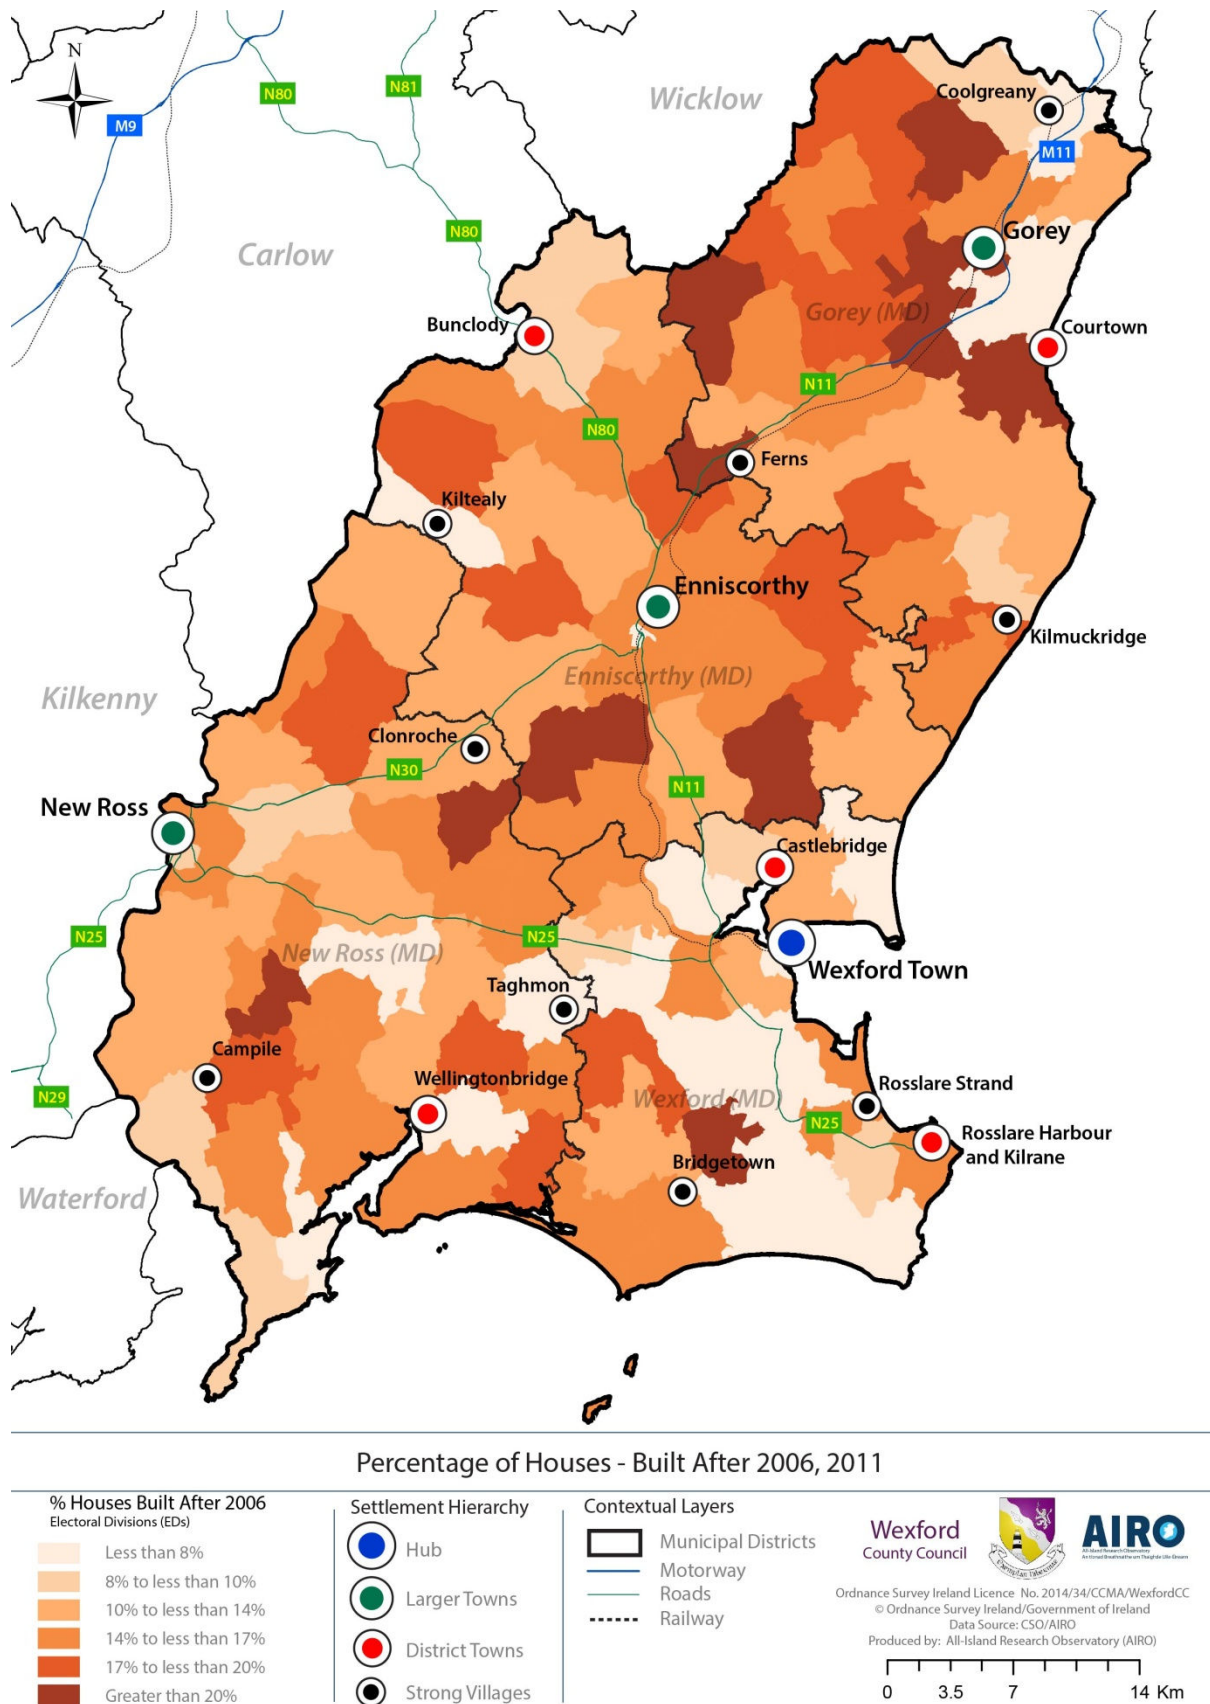 N
Wicklow
Coolgreany
N80
N81
M9
M11
Gorey
N80
Carlow
Gorey (MD)
Bunclody
Courtown
N11
N80
Ferns
Kiltealy
Enniscorthy
Kilmuckridge
Enniscorthy (MD)
Kilkenny
Clonroche
N30
N11
New Ross
Castlebridge
N25
N25
New Ross (MD)
Wexford Town
Taghmon
Campile
Wellingtonbridge
Rosslare Strand
N29
Wexford (MD)
N25
Rosslare Harbour
and Kilrane
Bridgetown
Waterford
Percentage of Houses - Built After 2006, 2011
% Houses Built After 2006
Electoral Divisions (EDs)
Less than 8%
8% to less than 10%
10% to less than 14%
14% to less than 17%
17% to less than 20%
Greater than 20%
Settlement Hierarchy
Hub
Larger Towns
District Towns
Strong Villages
Contextual Layers
Municipal Districts
Motorway
Roads
Railway
Wexford
County Council
AIRO
All-Island Research Observatory
Ordnance Survey Ireland Licence No. 2014/34/CCMA/WexfordCC
© Ordnance Survey Ireland/Government of Ireland
Data Source: CSO/AIRO
Produced by: All-Island Research Observatory (AIRO)
0 3.5 7 14 Km